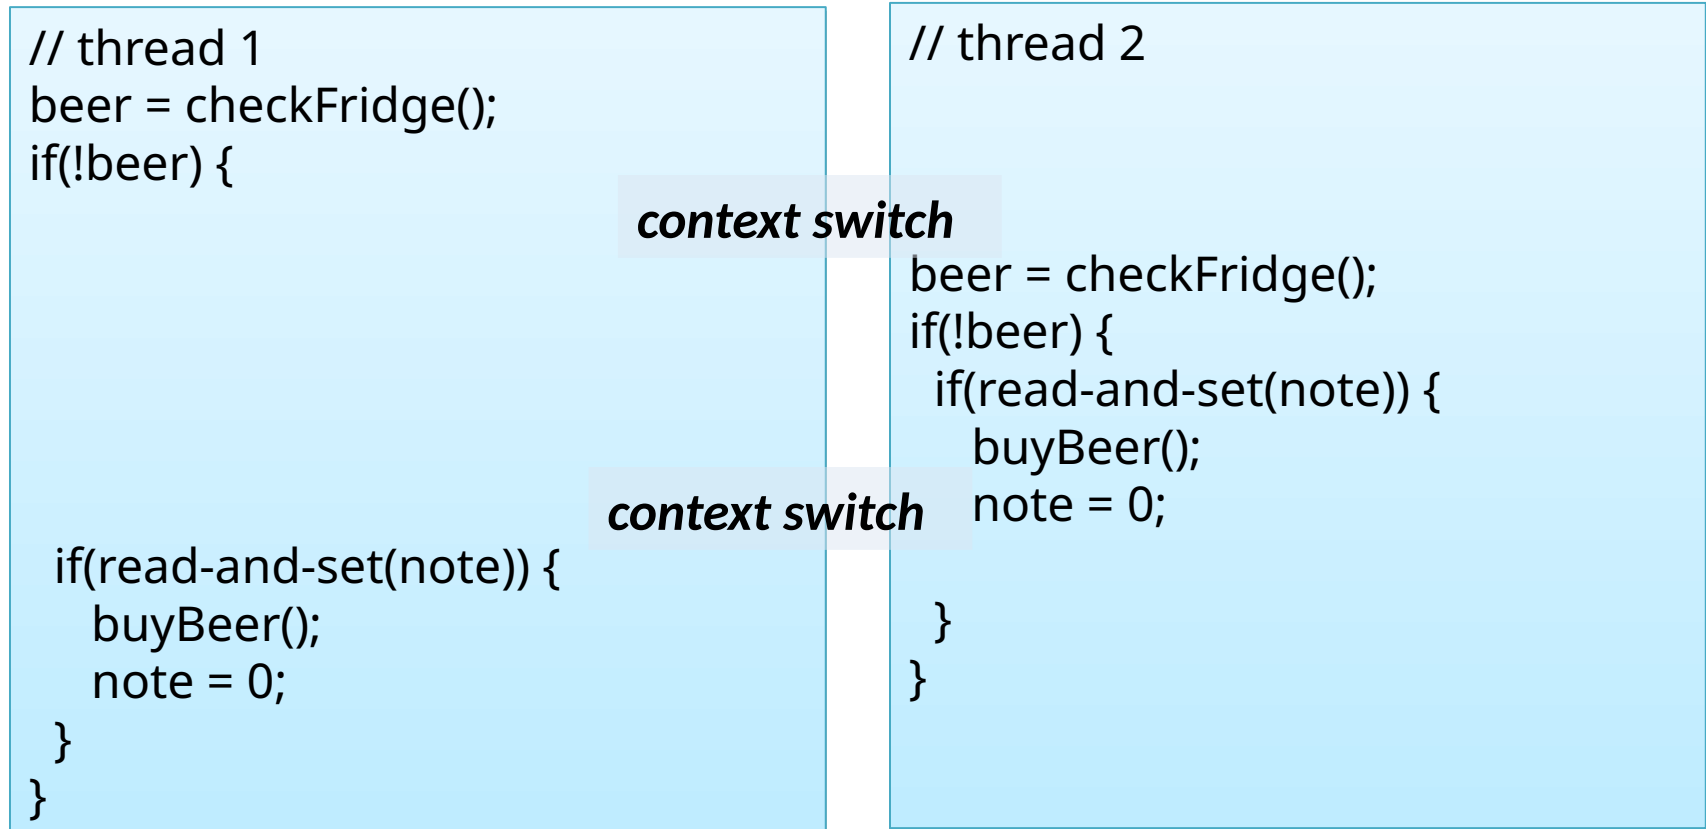 // thread 1
beer = checkFridge();
if(!beer) {
if(read-and-set(note)) {
buyBeer();
note = 0;
}
}
// thread 2
beer = checkFridge();
if(!beer) {
if(read-and-set(note)) {
buyBeer();
note = 0;
}
}
context switch
context switch